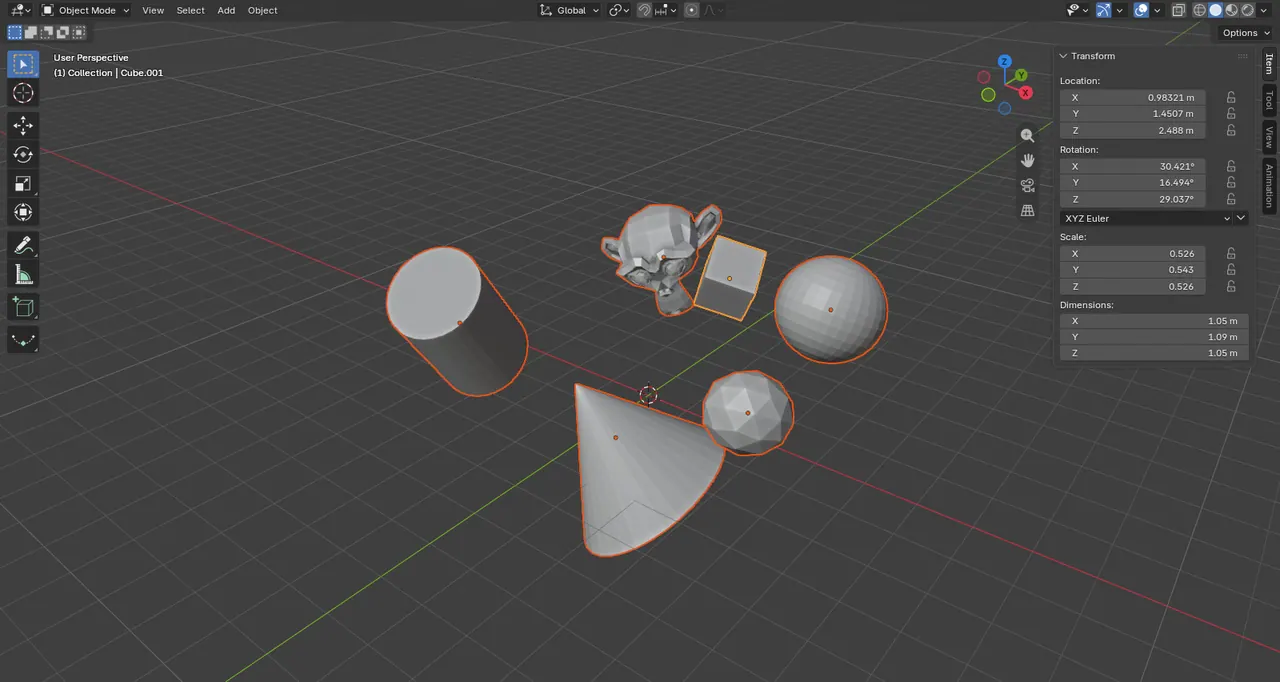 Object Mode View Select Add Object Global
Options
User Perspective
(1) Collection | Cube.001
Z
Y
X
Transform
Location:
X 0.98321 m
Y 1.4507 m
Z 2.488 m
Rotation:
X 30.421°
Y 16.494°
Z 29.037°
XYZ Euler
Scale:
X 0.526
Y 0.543
Z 0.526
Dimensions:
X 1.05 m
Y 1.09 m
Z 1.05 m
Item
Tool
View
Animation